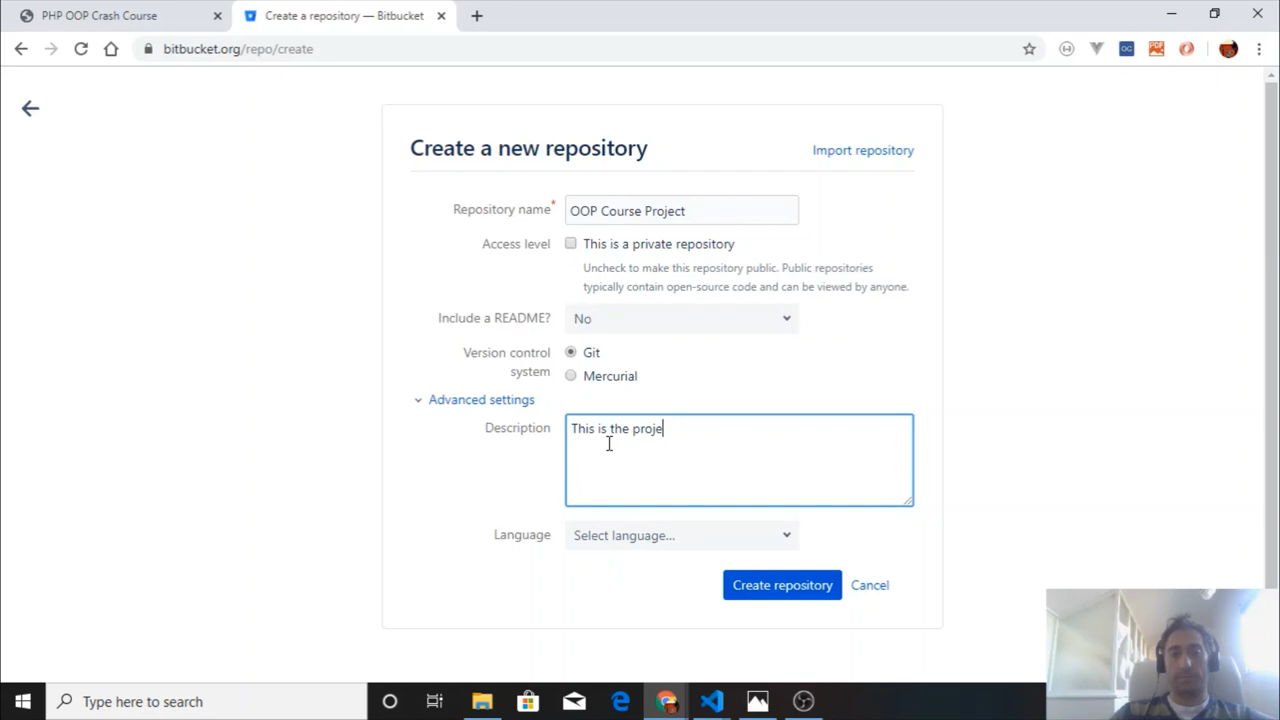 PHP OOP Crash Course
Create a repository — Bitbucket
bitbucket.org/repo/create
OG
PDF
Create a new repository
Import repository
Repository name*
OOP Course Project
Access level
This is a private repository
Uncheck to make this repository public. Public repositories
typically contain open-source code and can be viewed by anyone.
Include a README?
No
Version control
system
Git
Mercurial
Advanced settings
Description
This is the proje
Language
Select language...
Create repository
Cancel
Type here to search